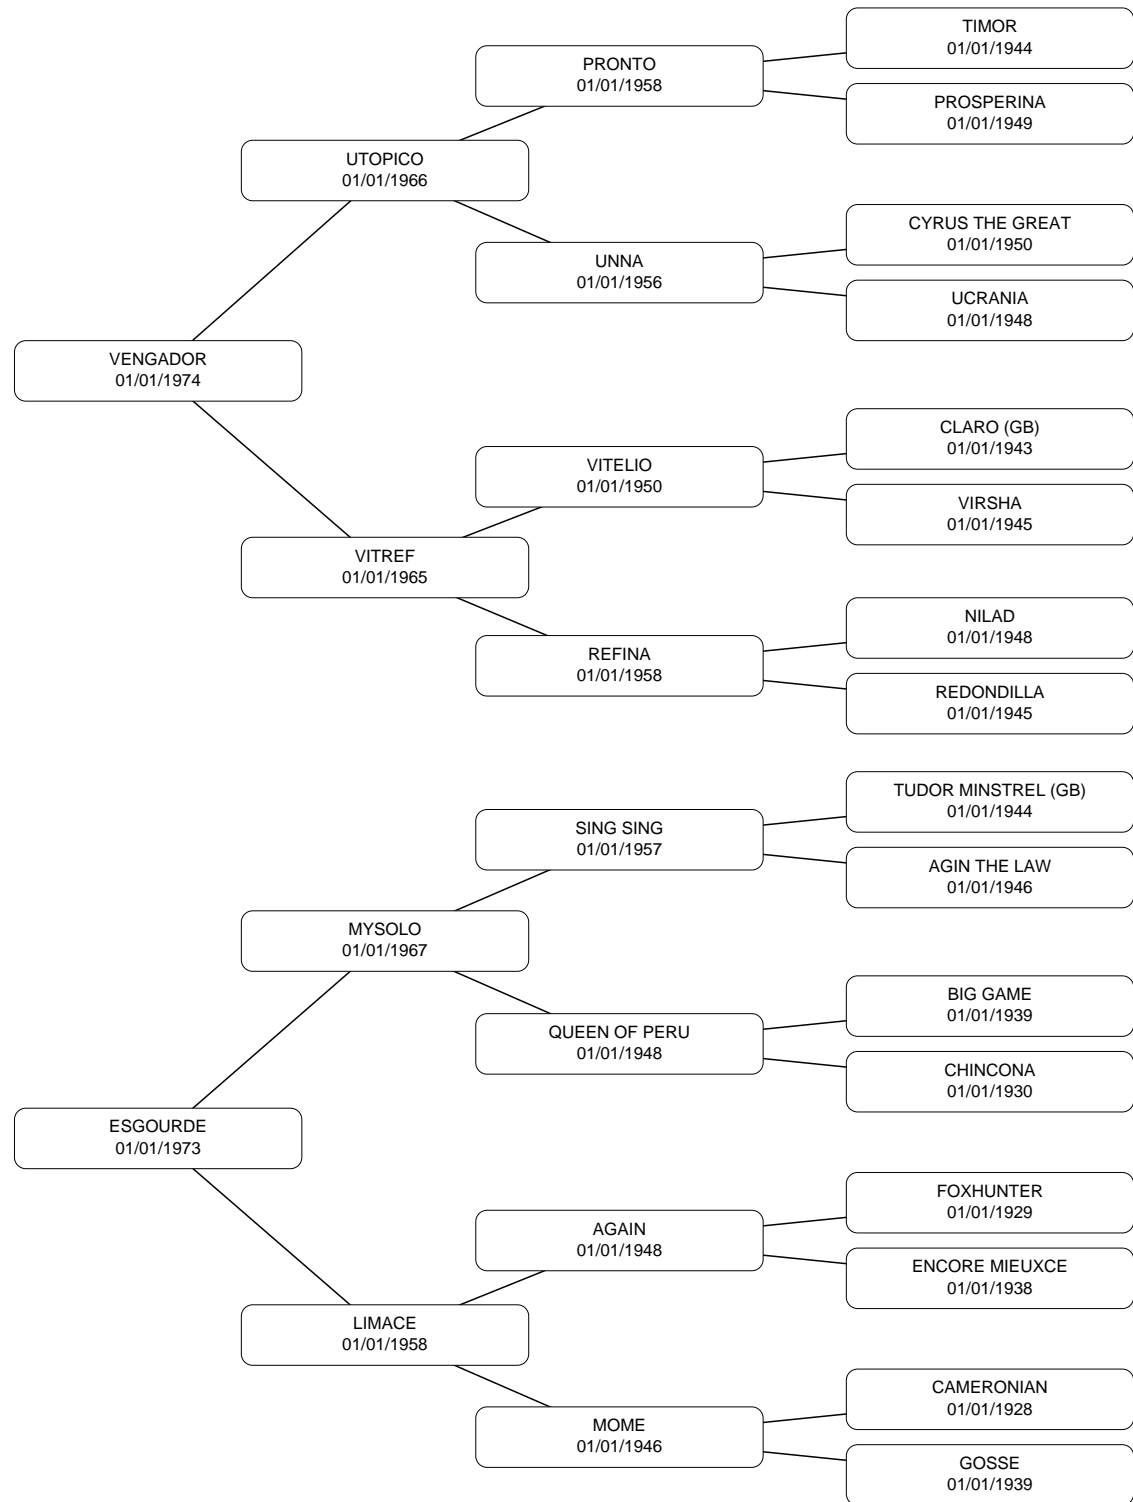 TIMOR
01/01/1944
PRONTO
01/01/1958
PROSPERINA
01/01/1949
UTOPICO
01/01/1966
CYRUS THE GREAT
01/01/1950
UNNA
01/01/1956
UCRANIA
01/01/1948
VENGADOR
01/01/1974
CLARO (GB)
01/01/1943
VITELIO
01/01/1950
VIRSHA
01/01/1945
VITREF
01/01/1965
NILAD
01/01/1948
REFINA
01/01/1958
REDONDILLA
01/01/1945
TUDOR MINSTREL (GB)
01/01/1944
SING SING
01/01/1957
AGIN THE LAW
01/01/1946
MYSOLO
01/01/1967
BIG GAME
01/01/1939
QUEEN OF PERU
01/01/1948
CHINCONA
01/01/1930
ESGOURDE
01/01/1973
FOXHUNTER
01/01/1929
AGAIN
01/01/1948
ENCORE MIEUXCE
01/01/1938
LIMACE
01/01/1958
CAMERONIAN
01/01/1928
MOME
01/01/1946
GOSSE
01/01/1939